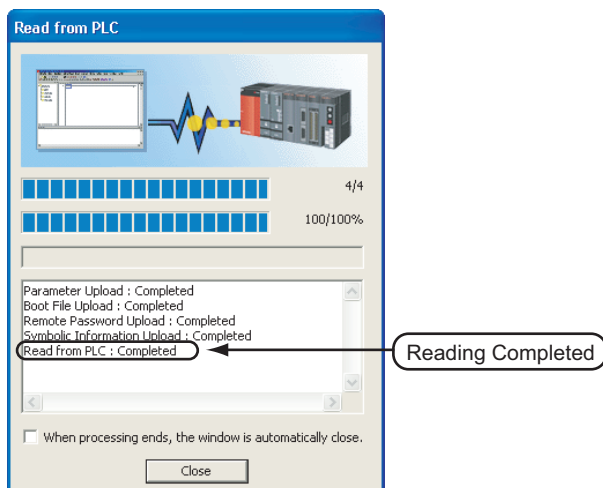 Read from PLC
4/4
100/100%
Parameter Upload : Completed
Boot File Upload : Completed
Remote Password Upload : Completed
Symbolic Information Upload : Completed
Read from PLC : Completed
Reading Completed
When processing ends, the window is automatically close.
Close